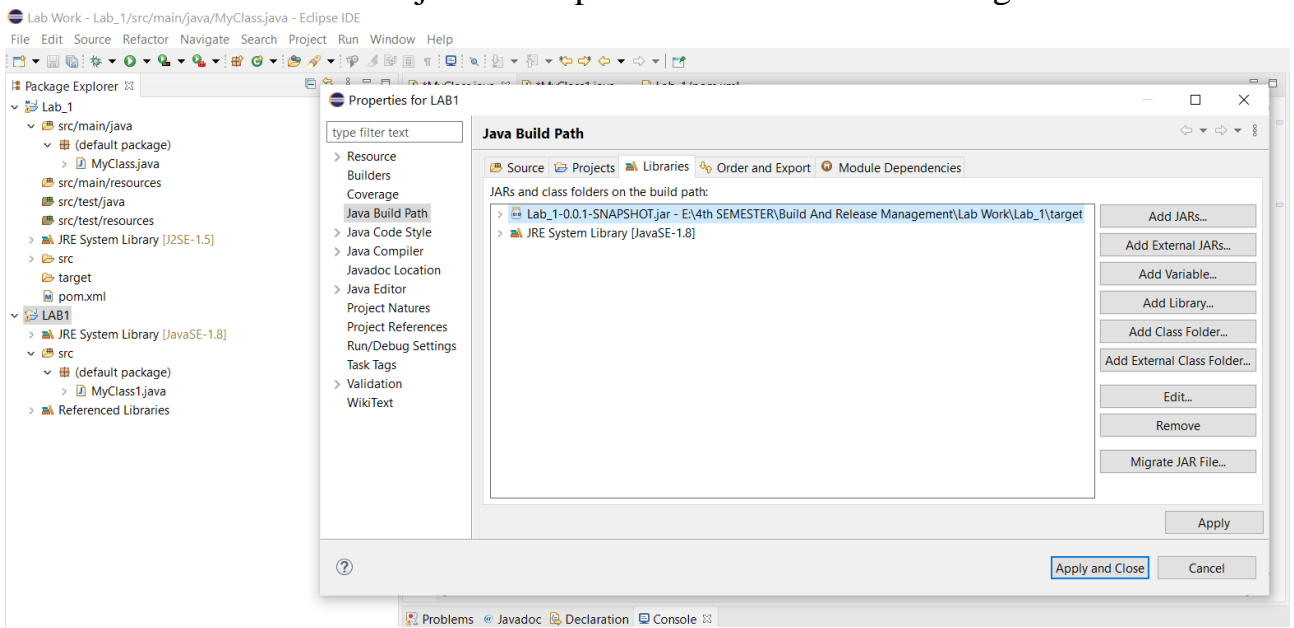 Lab Work - Lab_1/src/main/java/MyClass.java - Eclipse IDE
File Edit Source Refactor Navigate Search Project Run Window Help
Package Explorer
Lab_1
src/main/java
(default package)
MyClass.java
src/main/resources
src/test/java
src/test/resources
JRE System Library [J2SE-1.5]
src
target
pom.xml
LAB1
JRE System Library [JavaSE-1.8]
src
(default package)
MyClass1.java
Referenced Libraries
Properties for LAB1
type filter text
Resource
Builders
Coverage
Java Build Path
Java Code Style
Java Compiler
Javadoc Location
Java Editor
Project Natures
Project References
Run/Debug Settings
Task Tags
Validation
WikiText
Java Build Path
Source Projects Libraries Order and Export Module Dependencies
JARs and class folders on the build path:
Lab_1-0.0.1-SNAPSHOT.jar - E:\4th SEMESTER\Build And Release Management\Lab Work\Lab_1\target
JRE System Library [JavaSE-1.8]
Add JARs...
Add External JARs...
Add Variable...
Add Library...
Add Class Folder...
Add External Class Folder...
Edit...
Remove
Migrate JAR File...
Apply
Apply and Close Cancel
Problems Javadoc Declaration Console